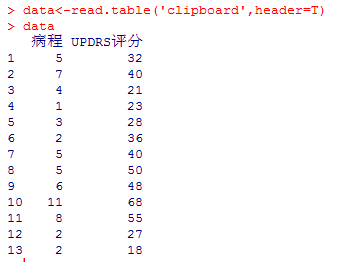 > data<-read.table('clipboard',header=T)
> data
病程 UPDRS评分
1 5 32
2 7 40
3 4 21
4 1 23
5 3 28
6 2 36
7 5 40
8 5 50
9 6 48
10 11 68
11 8 55
12 2 27
13 2 18